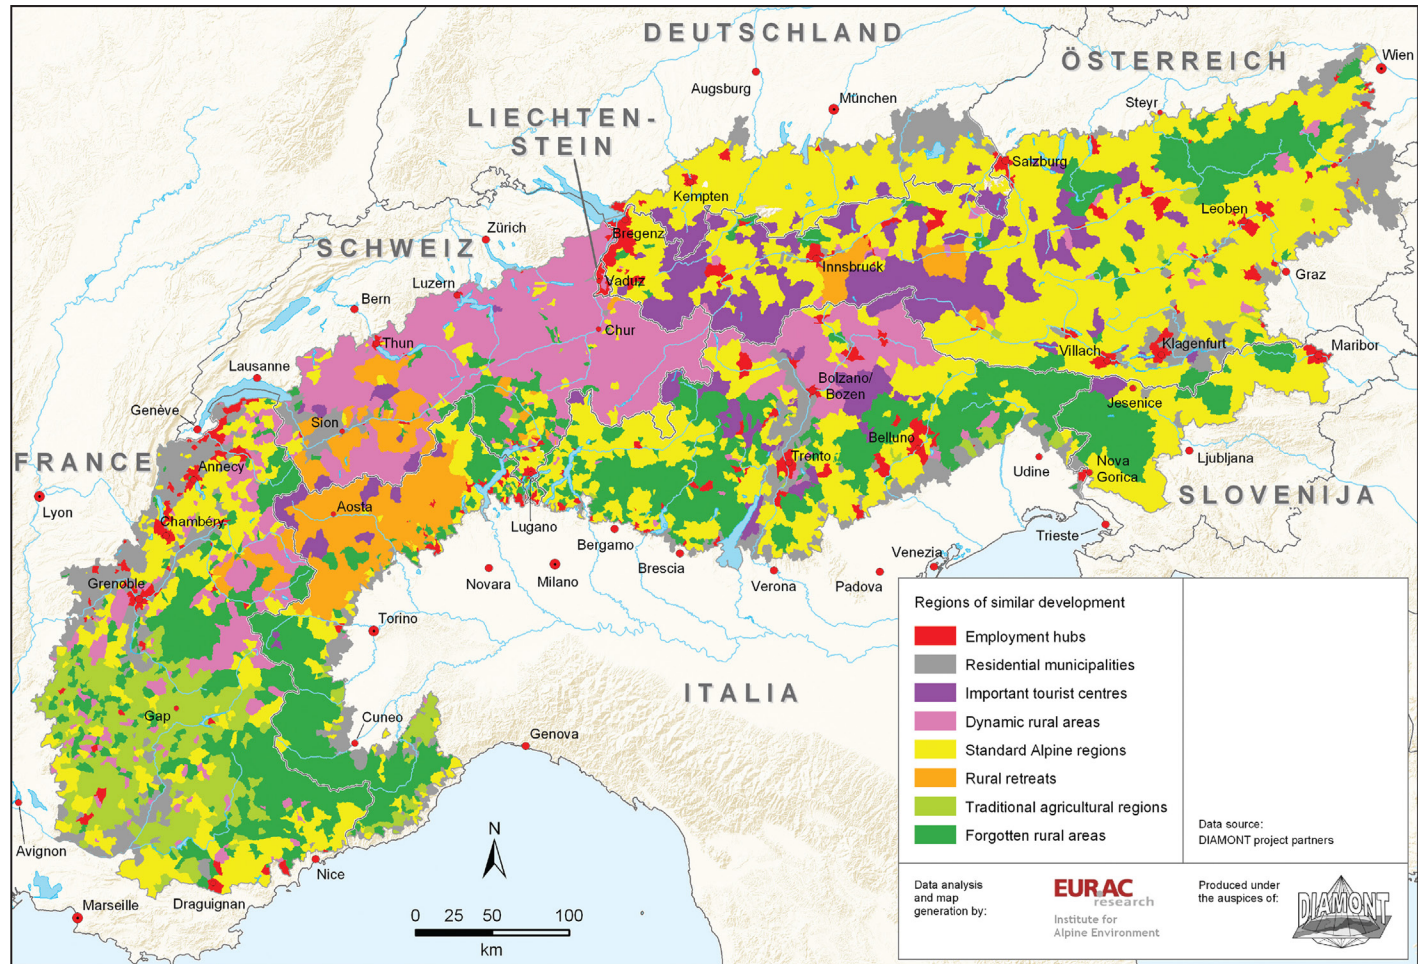 DEUTSCHLAND
ÖSTERREICH
Wien
Augsburg
München
Steyr
LIECHTEN-
STEIN
Salzburg
Kempten
Leoben
Zürich
Bregenz
SCHWEIZ
Innsbruck
Graz
Luzern
Vaduz
Bern
Chur
Thun
Villach
Klagenfurt
Maribor
Lausanne
Bolzano/
Bozen
Jesenice
Genève
Sion
Belluno
FRANCE
Annecy
Trento
Udine
Nova
Gorica
Ljubljana
SLOVENIJA
Lyon
Aosta
Chambéry
Lugano
Trieste
Bergamo
Venezia
Grenoble
Novara
Milano
Brescia
Verona
Padova
Torino
ITALIA
Gap
Cuneo
Genova
Avignon
Nice
Marseille
Draguignan
N
0 25 50 100
km
Regions of similar development
Employment hubs
Residential municipalities
Important tourist centres
Dynamic rural areas
Standard Alpine regions
Rural retreats
Traditional agricultural regions
Forgotten rural areas
Data source:
DIAMONT project partners
Data analysis
and map
generation by:
EURAC
research
Institute for
Alpine Environment
Produced under
the auspices of:
DIAMONT